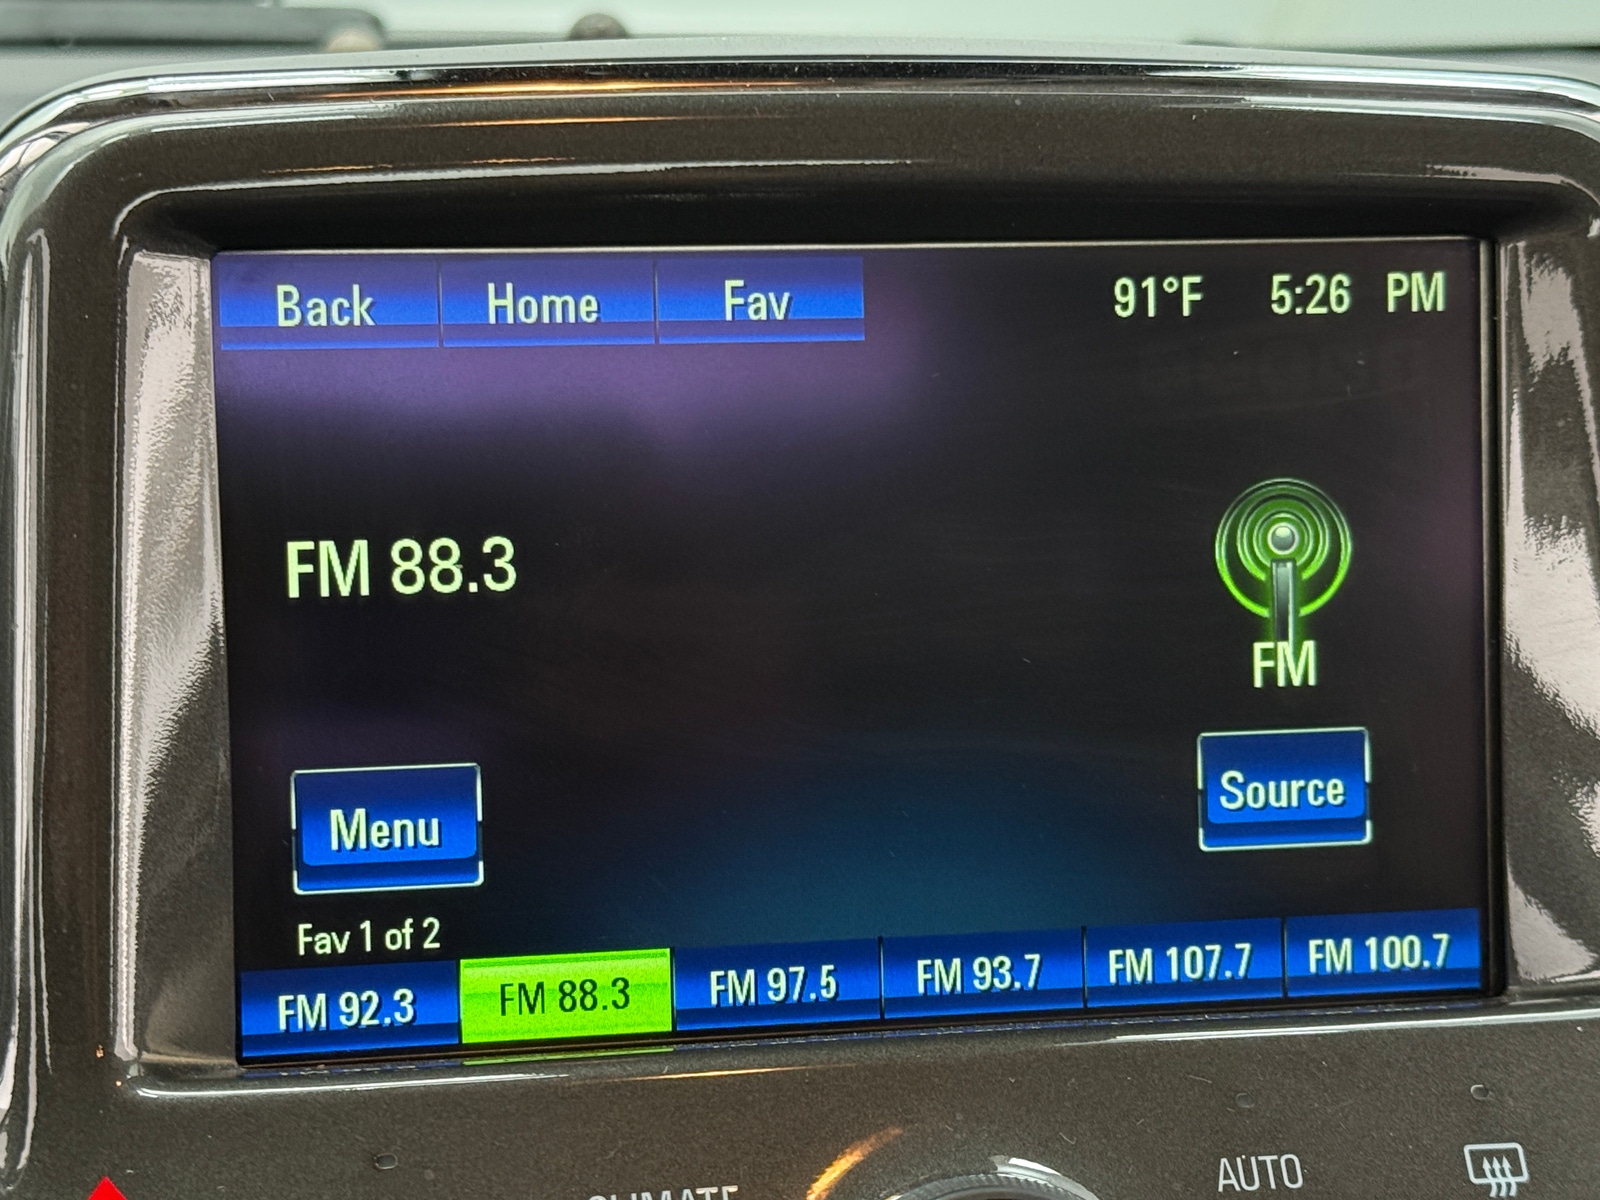 Back Home Fav 91°F 5:26 PM
FM 88.3
FM
Menu
Source
Fav 1 of 2
FM 92.3 FM 88.3 FM 97.5 FM 93.7 FM 107.7 FM 100.7
CLIMATE
AUTO